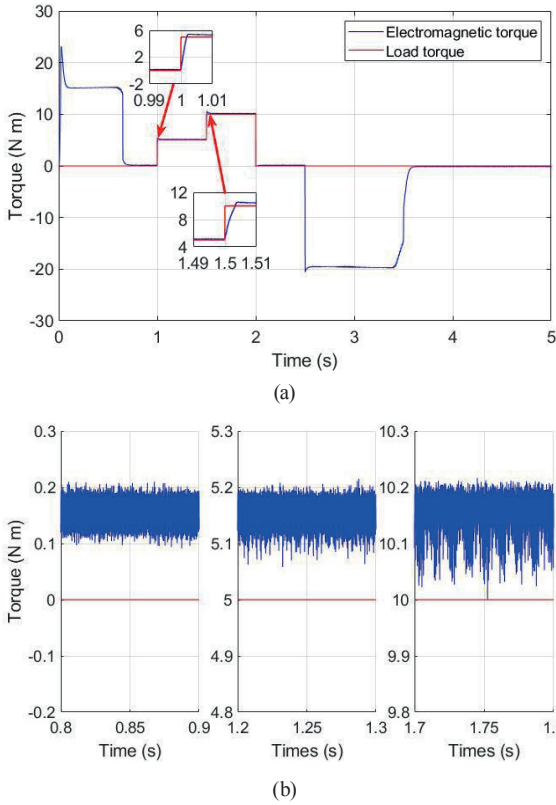 30
20
10
0
-10
-20
-30
Torque (N m)
0 1 2 3 4 5
Time (s)
Electromagnetic torque
Load torque
6
2
-2
0.99 1 1.01
12
8
4
1.49 1.5 1.51
(a)
0.3
0.2
0.1
0
-0.1
-0.2
Torque (N m)
0.8 0.85 0.9
Time (s)
5.3
5.2
5.1
5
4.9
4.8
1.2 1.25 1.3
Times (s)
10.3
10.2
10.1
10
9.9
9.8
1.7 1.75 1.
Times (s)
(b)